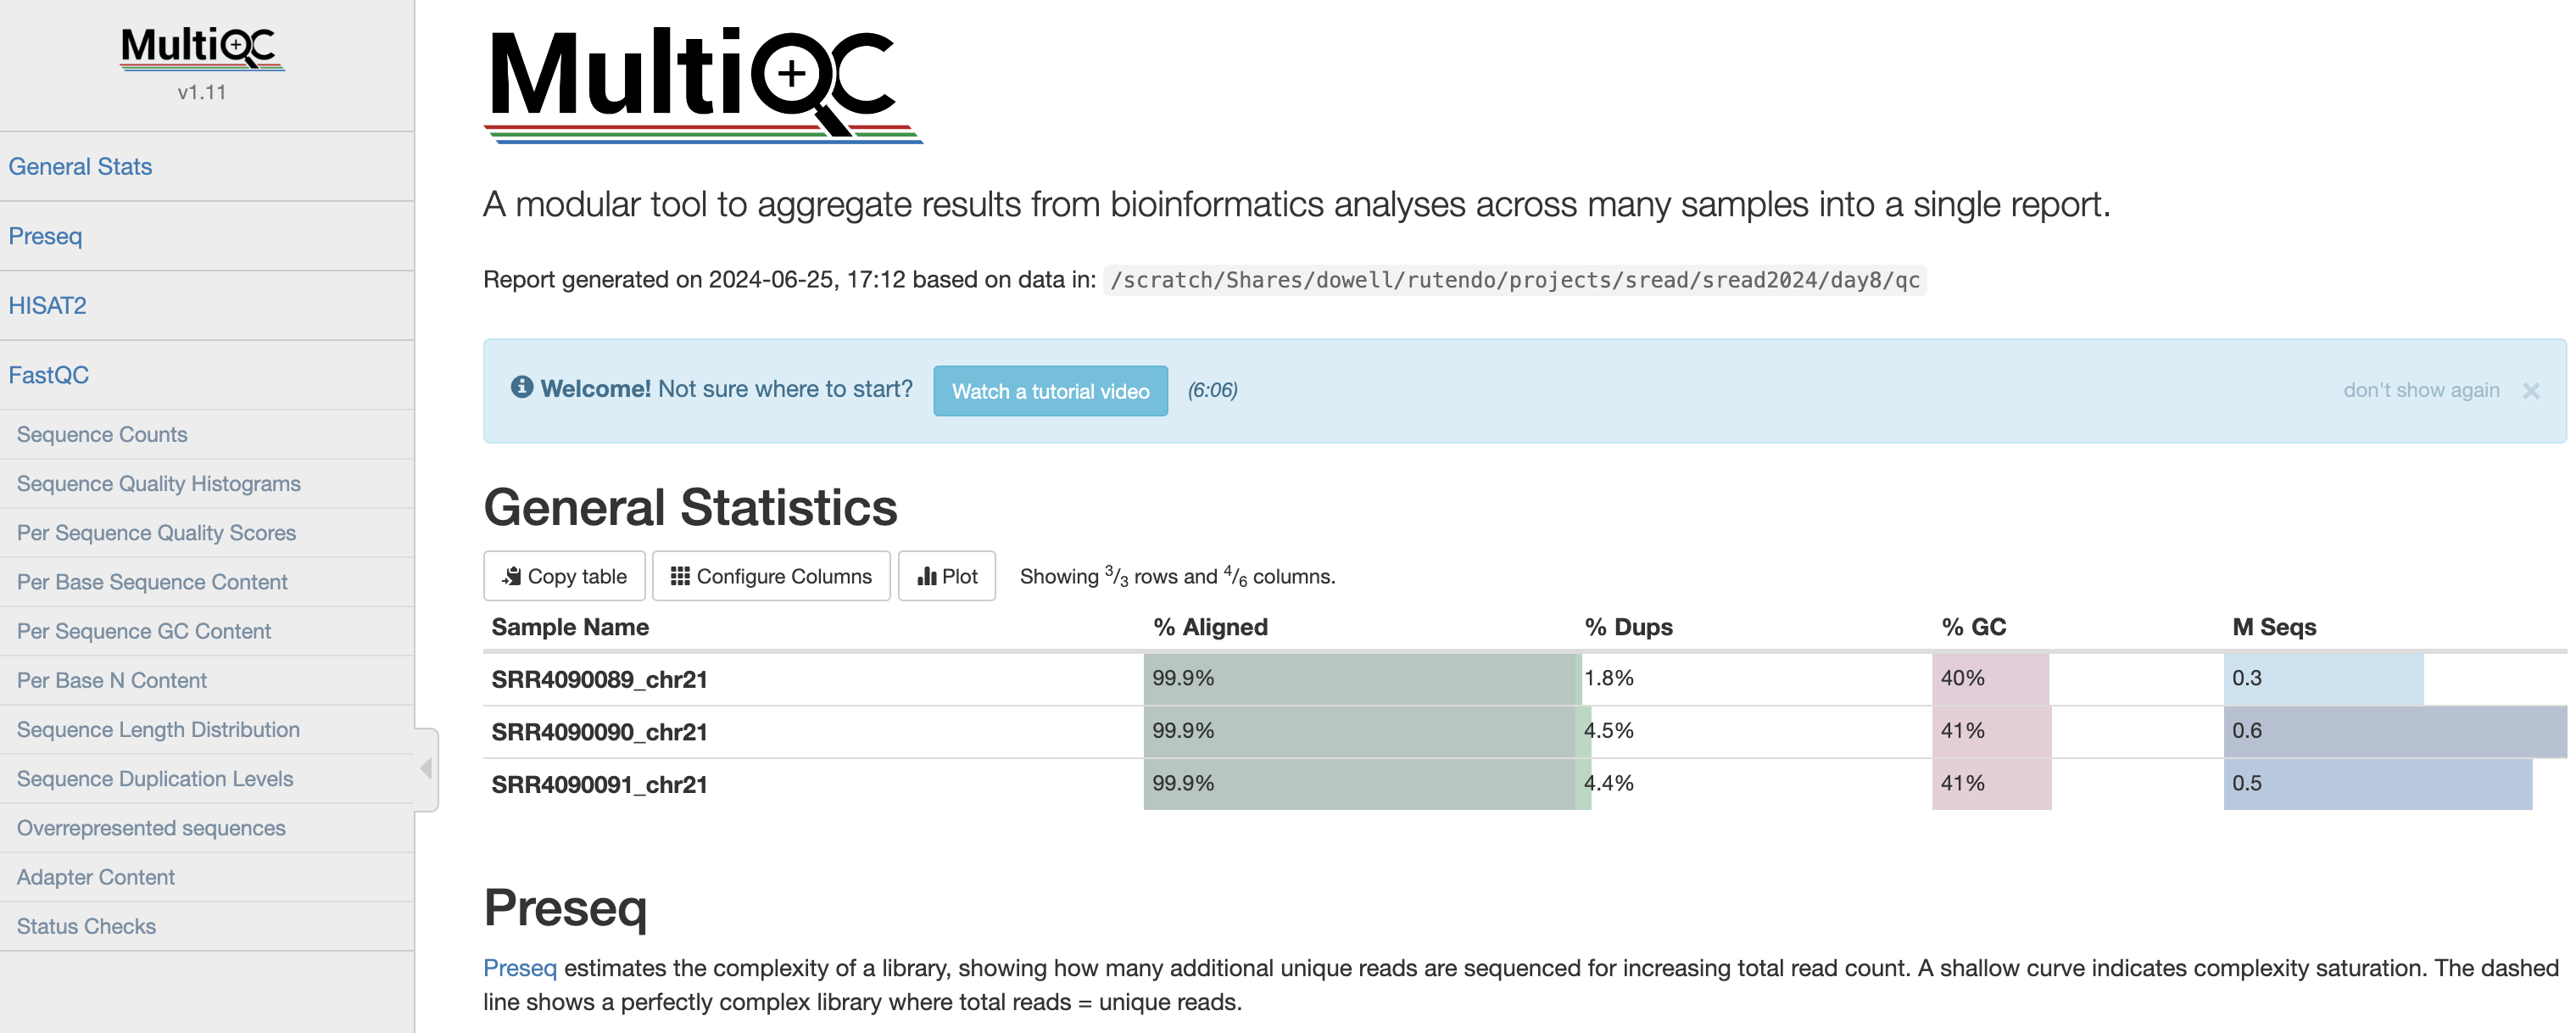 MultiQC
v1.11
General Stats
Preseq
HISAT2
FastQC
Sequence Counts
Sequence Quality Histograms
Per Sequence Quality Scores
Per Base Sequence Content
Per Sequence GC Content
Per Base N Content
Sequence Length Distribution
Sequence Duplication Levels
Overrepresented sequences
Adapter Content
Status Checks
MultiQC
A modular tool to aggregate results from bioinformatics analyses across many samples into a single report.
Report generated on 2024-06-25, 17:12 based on data in: /scratch/Shares/dowell/rutendo/projects/sread/sread2024/day8/qc
Welcome! Not sure where to start? Watch a tutorial video (6:06) don't show again ×
General Statistics
Copy table Configure Columns Plot Showing 3/3 rows and 4/6 columns.
Sample Name % Aligned % Dups % GC M Seqs
SRR4090089_chr21 99.9% 1.8% 40% 0.3
SRR4090090_chr21 99.9% 4.5% 41% 0.6
SRR4090091_chr21 99.9% 4.4% 41% 0.5
Preseq
Preseq estimates the complexity of a library, showing how many additional unique reads are sequenced for increasing total read count. A shallow curve indicates complexity saturation. The dashed
line shows a perfectly complex library where total reads = unique reads.